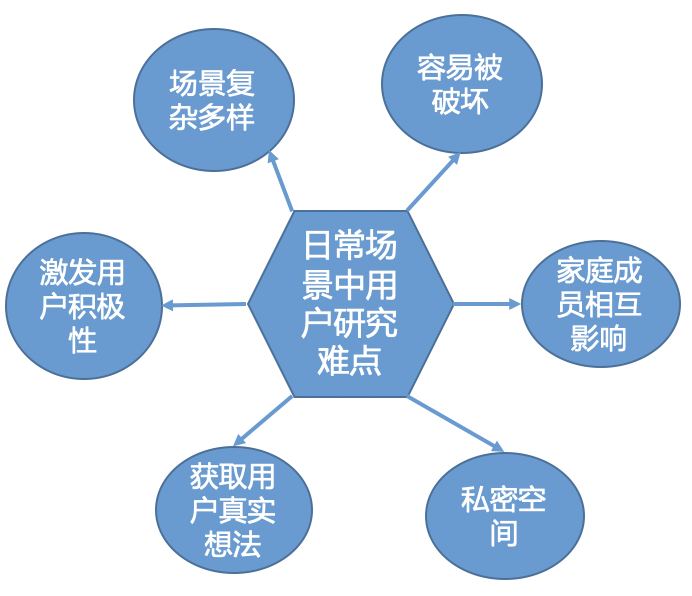 场景复
杂多样
容易被
破坏
日常场
景中用
户研究
难点
激发用
户积极
性
家庭成
员相互
影响
获取用
户真实
想法
私密空
间